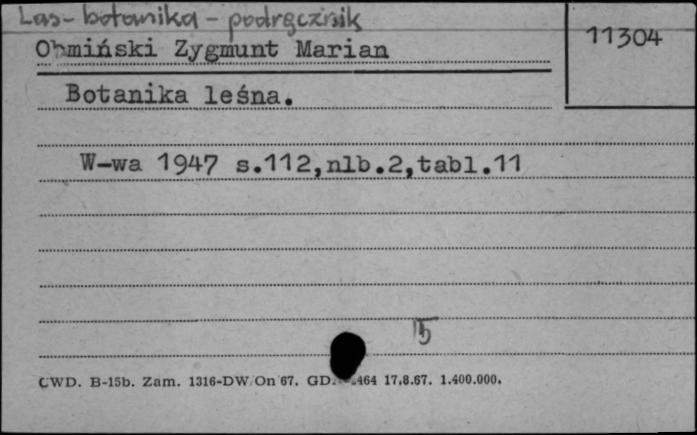 Las - botanika - podręcznik
11304
Obmiński Zygmunt Marian
Botanika leśna.
W-wa 1947 s.112,nlb.2,tabl.11
CWD. B-15b. Zam. 1316-DW/On 67. 464 17.8.67. 1.400.000.